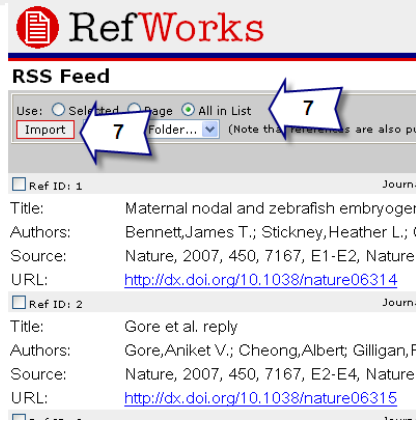 RefWorks
RSS Feed
Use: Selected Page All in List 7
Import 7 Folder... (Note that references are also
Ref ID: 1 Journ
Title: Maternal nodal and zebrafish
Authors: Bennett,James T.; Stickney,Heather L.;
Source: Nature, 2007, 450, 7167, E1-E2, Nature
URL: http://dx.doi.org/10.1038/nature06314
Ref ID: 2 Journ
Title: Gore et al. reply
Authors: Gore,Aniket V.; Cheong,Albert; Gilligan,
Source: Nature, 2007, 450, 7167, E2-E4, Nature
URL: http://dx.doi.org/10.1038/nature06315